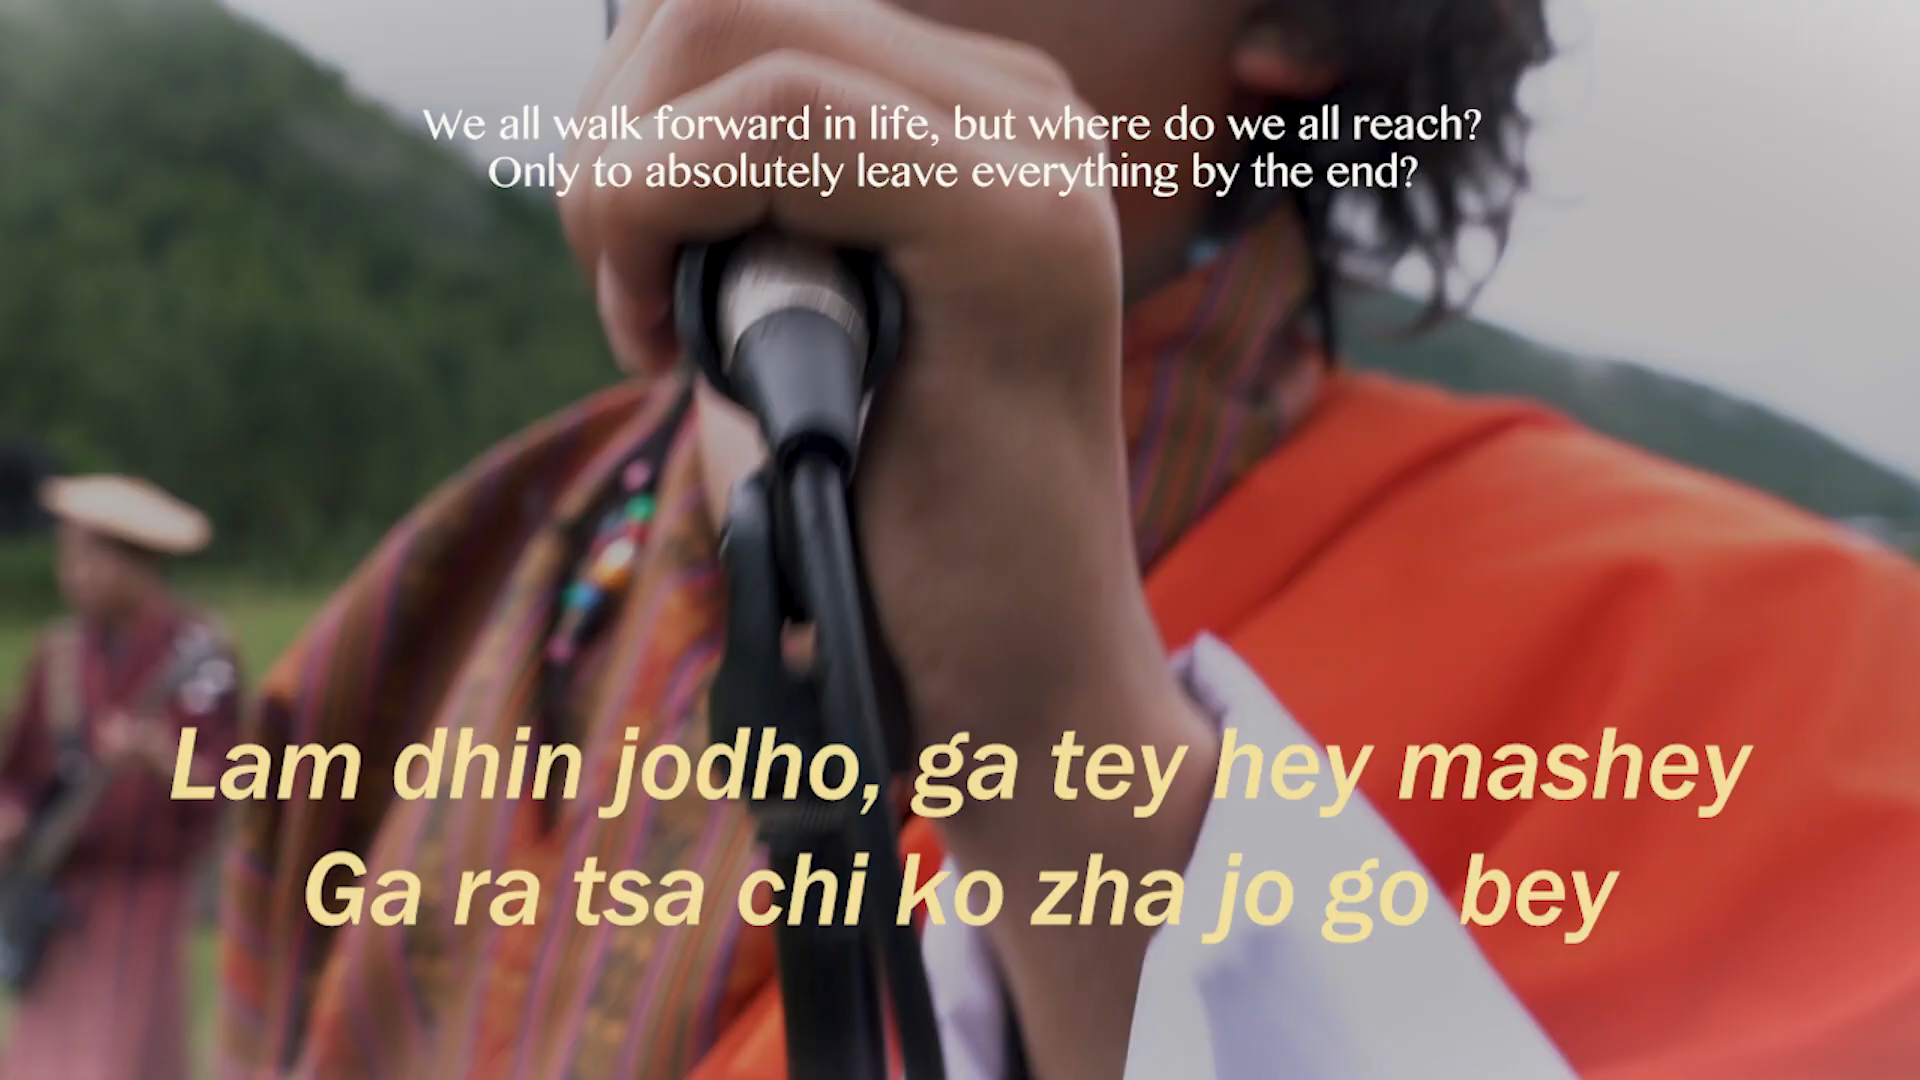 We all walk forward in life, but where do we all reach?
Only to absolutely leave everything by the end?
Lam dhin jodho, ga tey hey mashey
Ga ra tsa chi ko zha jo go bey